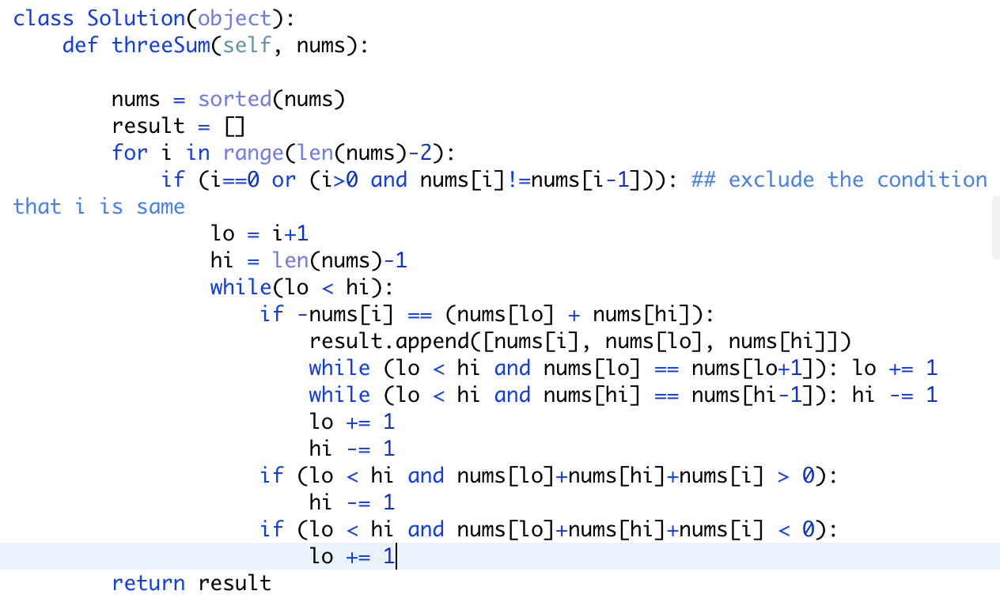 class Solution(object):
    def threeSum(self, nums):

        nums = sorted(nums)
        result = []
        for i in range(len(nums)-2):
            if (i==0 or (i>0 and nums[i]!=nums[i-1])): ## exclude the condition
that i is same
                lo = i+1
                hi = len(nums)-1
                while(lo < hi):
                    if -nums[i] == (nums[lo] + nums[hi]):
                        result.append([nums[i], nums[lo], nums[hi]])
                        while (lo < hi and nums[lo] == nums[lo+1]): lo += 1
                        while (lo < hi and nums[hi] == nums[hi-1]): hi -= 1
                        lo += 1
                        hi -= 1
                    if (lo < hi and nums[lo]+nums[hi]+nums[i] > 0):
                        hi -= 1
                    if (lo < hi and nums[lo]+nums[hi]+nums[i] < 0):
                        lo += 1
        return result